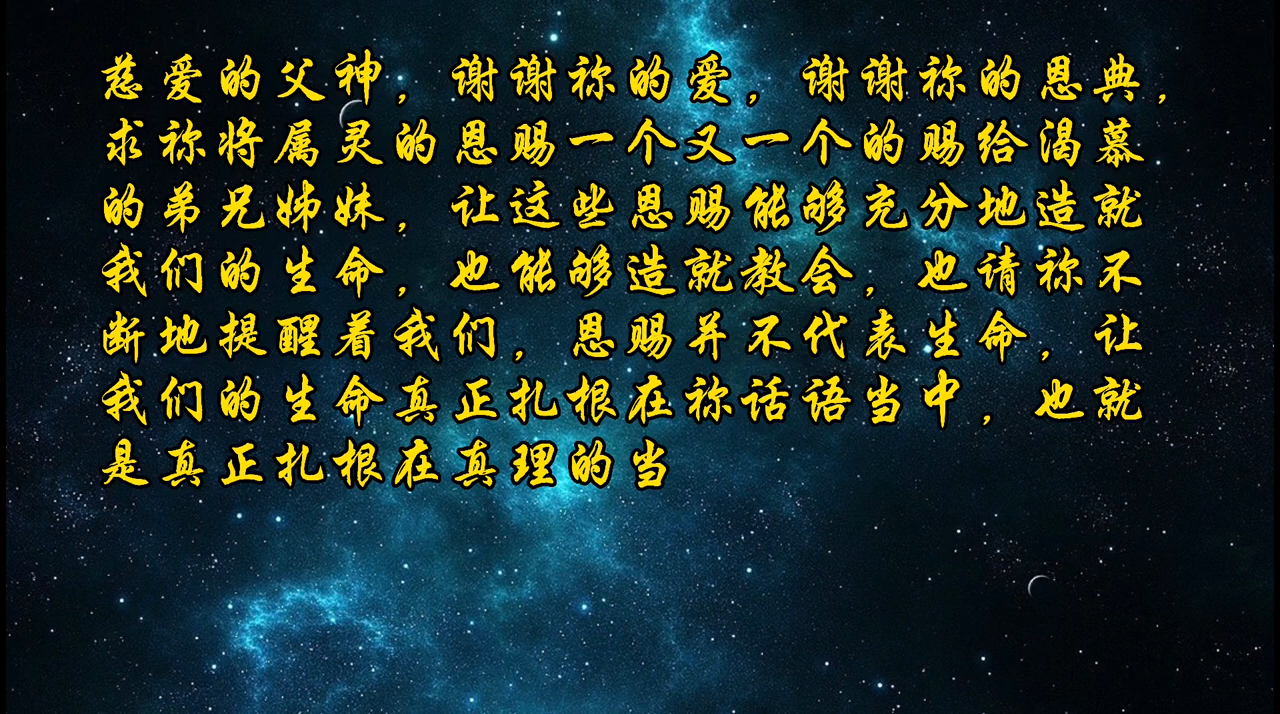 慈爱的父神，谢谢祢的爱，谢谢祢的恩典，
求祢将属灵的恩赐一个又一个的赐给渴慕
的弟兄姊妹，让这些恩赐能够充分地造就
我们的生命，也能够造就教会，也请祢不
断地提醒着我们，恩赐并不代表生命，让
我们的生命真正扎根在祢话语当中，也就
是真正扎根在真理的当